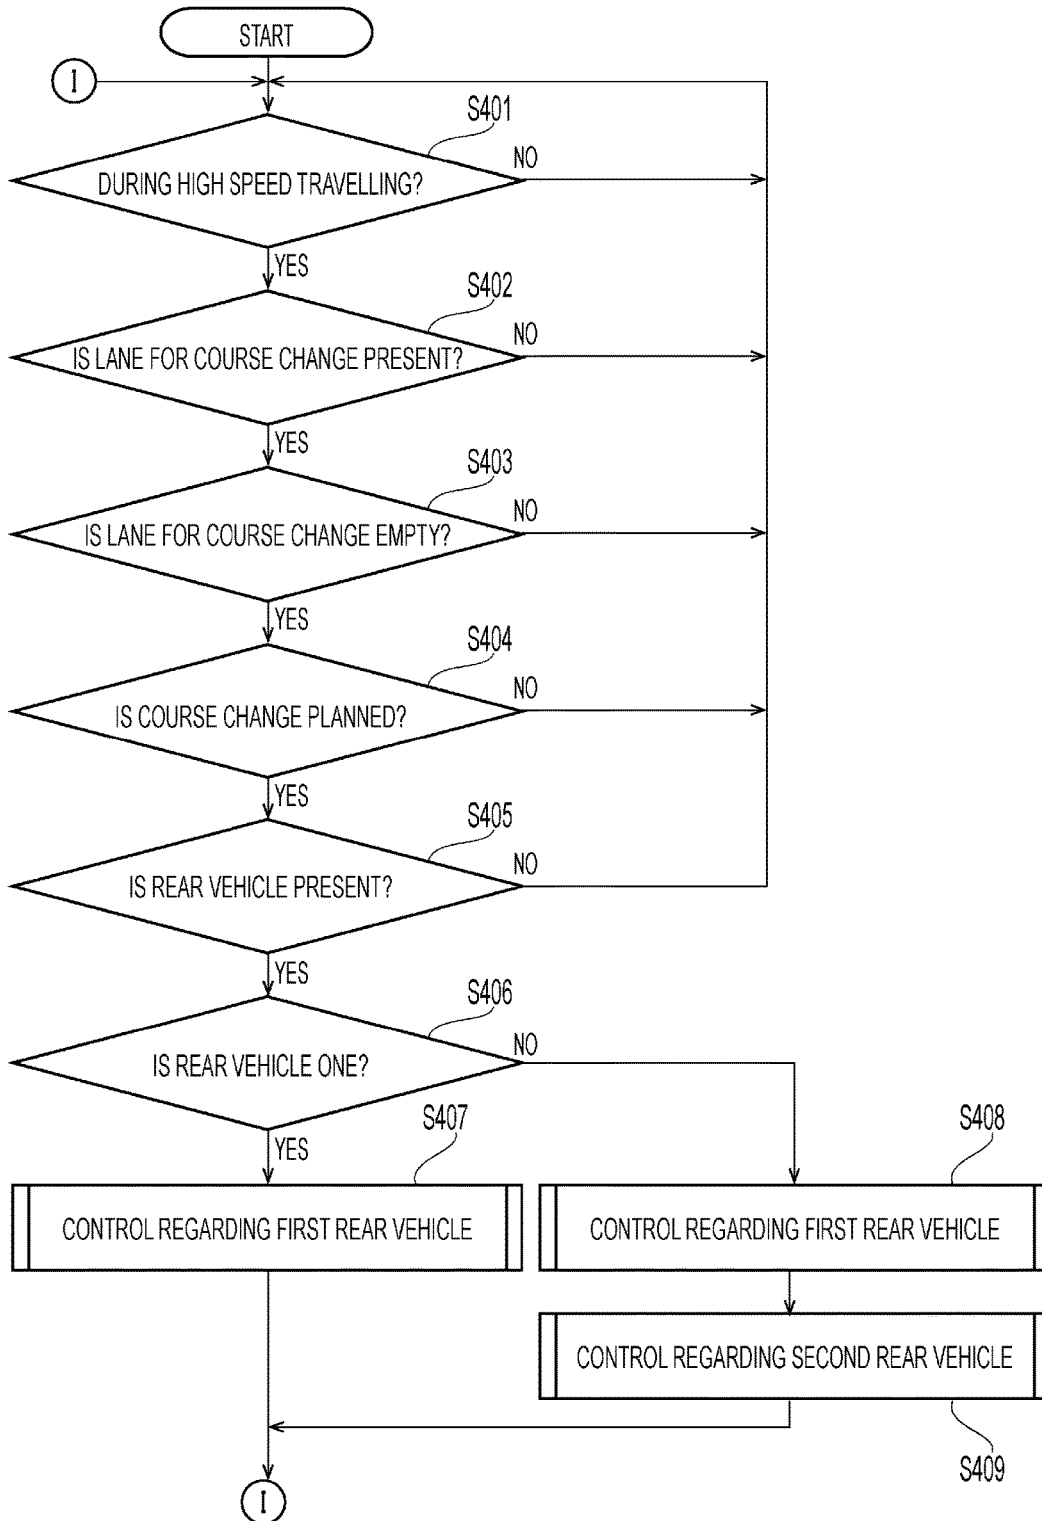 START
I
S401
DURING HIGH SPEED TRAVELLING?
NO
YES
S402
IS LANE FOR COURSE CHANGE PRESENT?
NO
YES
S403
IS LANE FOR COURSE CHANGE EMPTY?
NO
YES
S404
IS COURSE CHANGE PLANNED?
NO
YES
S405
IS REAR VEHICLE PRESENT?
NO
YES
S406
IS REAR VEHICLE ONE?
NO
YES
S407
CONTROL REGARDING FIRST REAR VEHICLE
S408
CONTROL REGARDING FIRST REAR VEHICLE
CONTROL REGARDING SECOND REAR VEHICLE
S409
I